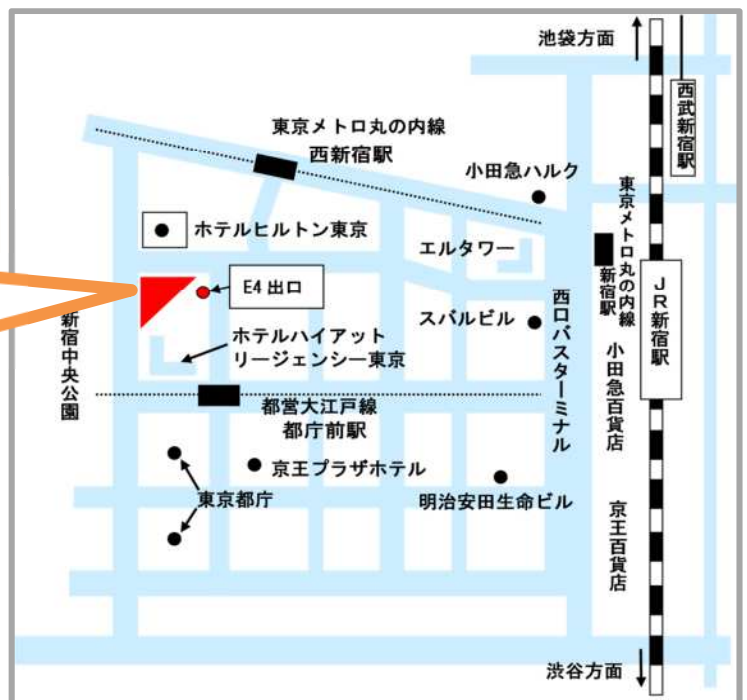 池袋方面
西武新宿駅
東京メトロ丸の内線
西新宿駅
小田急ハルク
東京メトロ丸の内線
新宿駅
ホテルヒルトン東京
エルタワー
E4 出口
JR新宿駅
スバルビル
西口バスターミナル
新宿中央公園
ホテルハイアット
リージェンシー東京
小田急百貨店
都営大江戸線
都庁前駅
京王プラザホテル
東京都庁
明治安田生命ビル
京王百貨店
渋谷方面